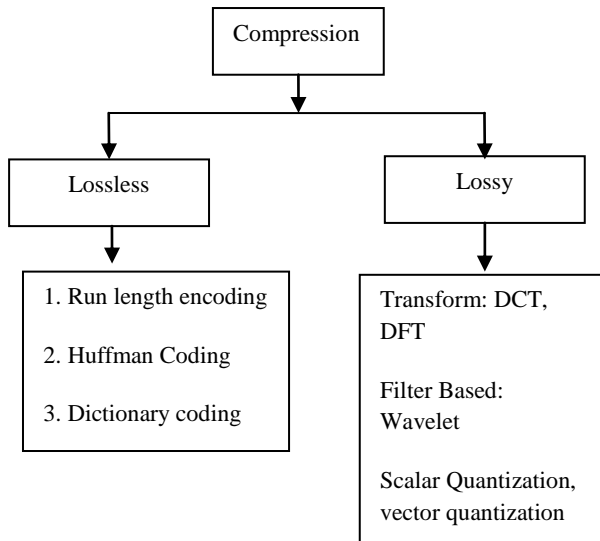 Compression
Lossless
Lossy
1. Run length encoding
2. Huffman Coding
3. Dictionary coding
Transform: DCT,
DFT
Filter Based:
Wavelet
Scalar Quantization,
vector quantization